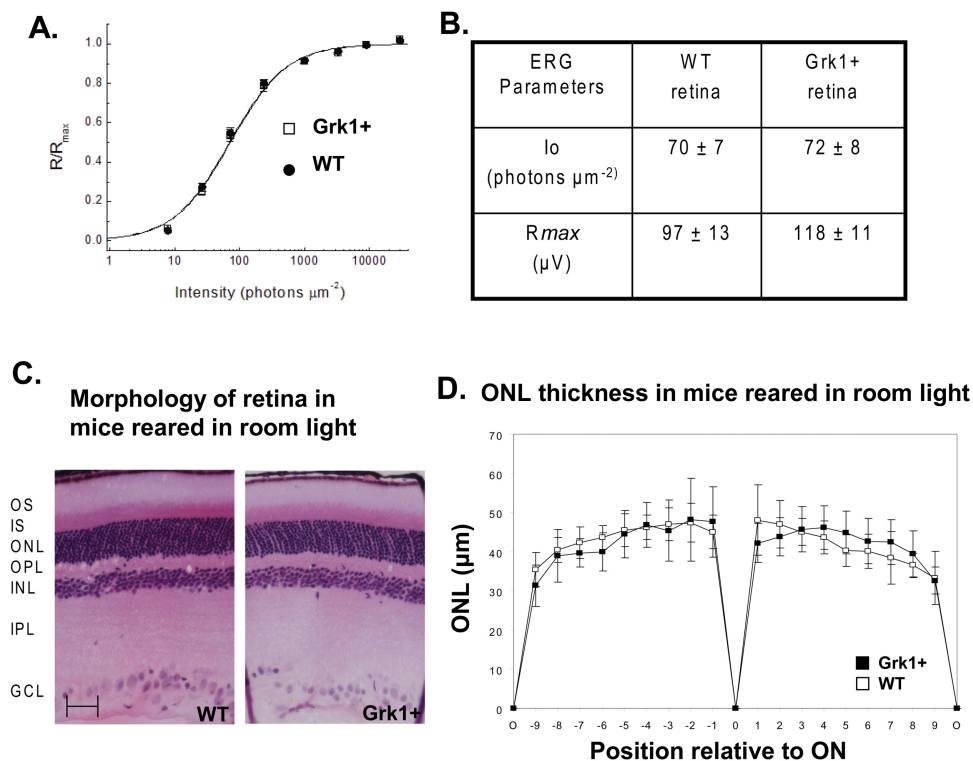 A.
1.0
0.8
0.6
0.4
0.2
0.0
R/Rmax
Grk1+
WT
1
10
100
1000
10000
Intensity (photons μm-2)
B.
ERG Parameters
WT retina
Grk1+ retina
Io (photons μm-2)
70 ± 7
72 ± 8
Rmax (μV)
97 ± 13
118 ± 11
C.
Morphology of retina in
mice reared in room light
OS
IS
ONL
OPL
INL
IPL
GCL
WT
Grk1+
D.
ONL thickness in mice reared in room light
70
60
50
40
30
20
10
0
ONL (μm)
Grk1+
WT
O -9 -8 -7 -6 -5 -4 -3 -2 -1 0 1 2 3 4 5 6 7 8 9 O
Position relative to ON